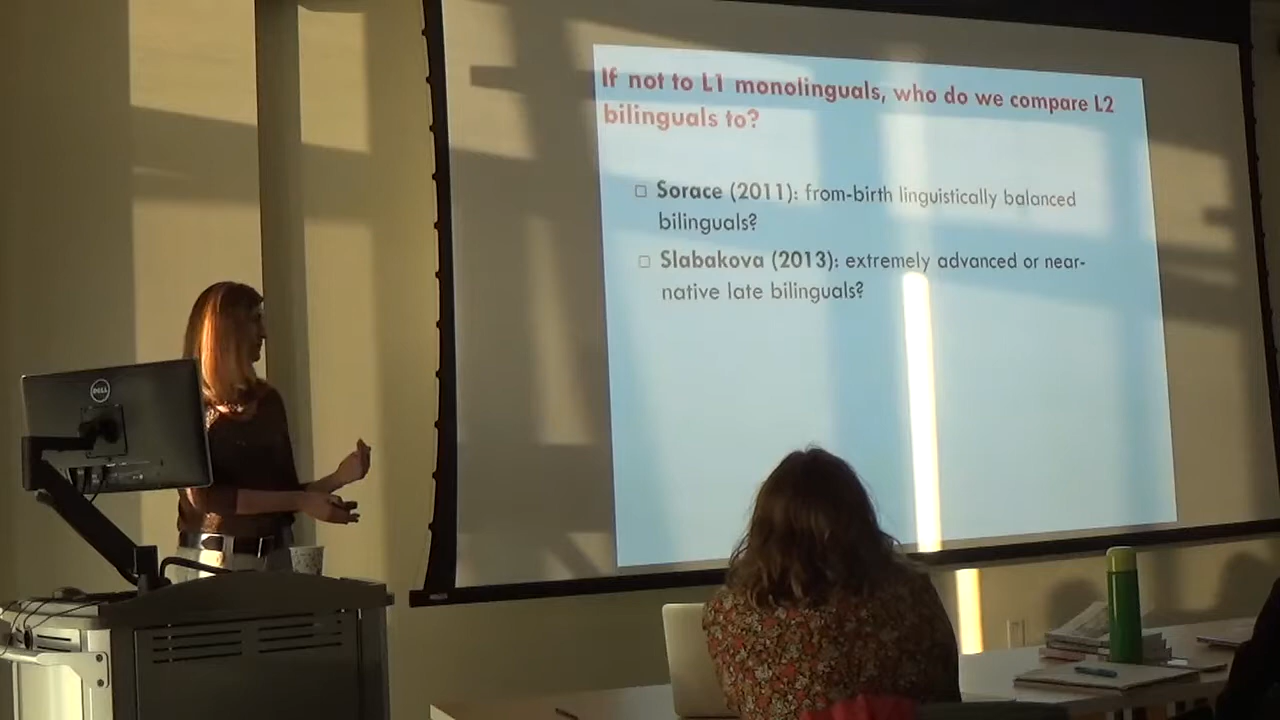 If not to L1 monolinguals, who do we compare L2
bilinguals to?
□ Sorace (2011): from-birth linguistically balanced
bilinguals?
□ Slabakova (2013): extremely advanced or near-
native late bilinguals?
DELL